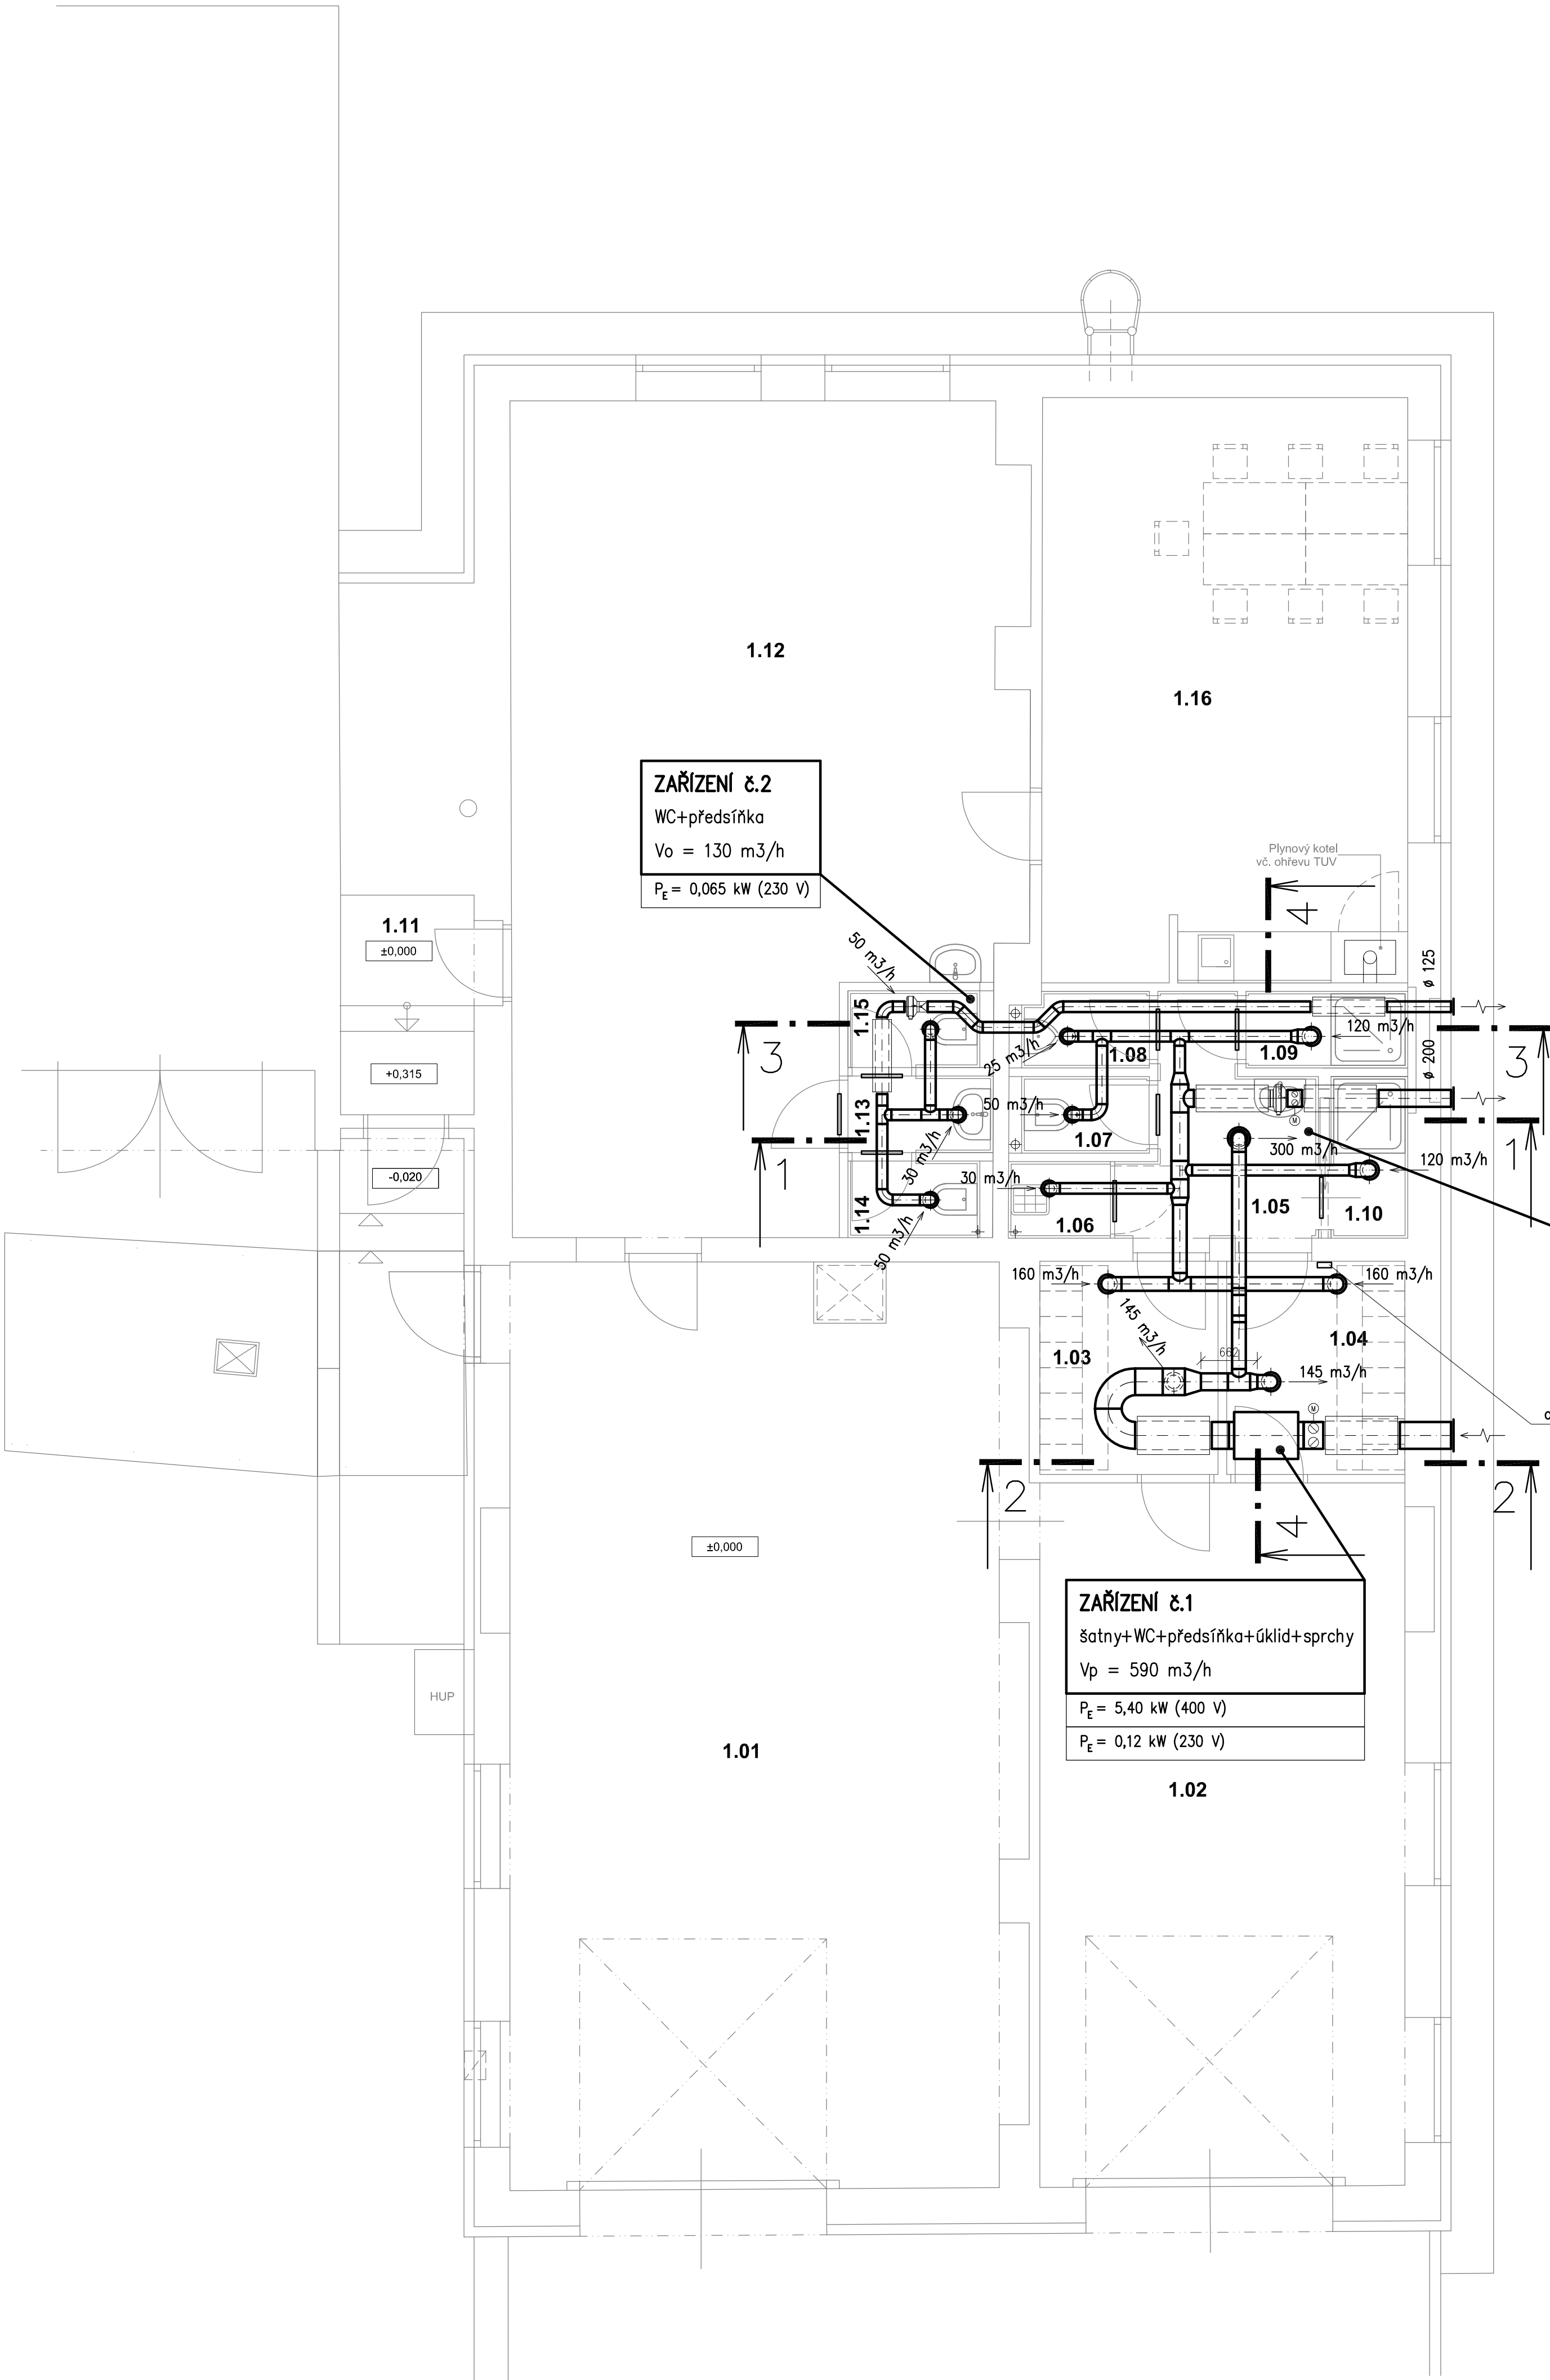 1.12
1.16
ZAŘÍZENÍ č.2
WC+předsíňka
Vo = 130 m3/h
PE = 0,065 kW (230 V)
Plynový kotel
vč. ohřevu TUV
4
1.11
±0,000
50 m3/h
ø 125
1.15
120 m3/h
25 m3/h
1.08
1.09
3
3
ø 200
+0,315
50 m3/h
1.13
1.07
M
30 m3/h
300 m3/h
1
1
120 m3/h
-0,020
30 m3/h
1.14
1.06
1.05
1.10
50 m3/h
160 m3/h
160 m3/h
145 m3/h
1.04
1.03
662
145 m3/h
M
2
2
4
±0,000
ZAŘÍZENÍ č.1
šatny+WC+předsíňka+úklid+sprchy
Vp = 590 m3/h
PE = 5,40 kW (400 V)
PE = 0,12 kW (230 V)
HUP
1.01
1.02